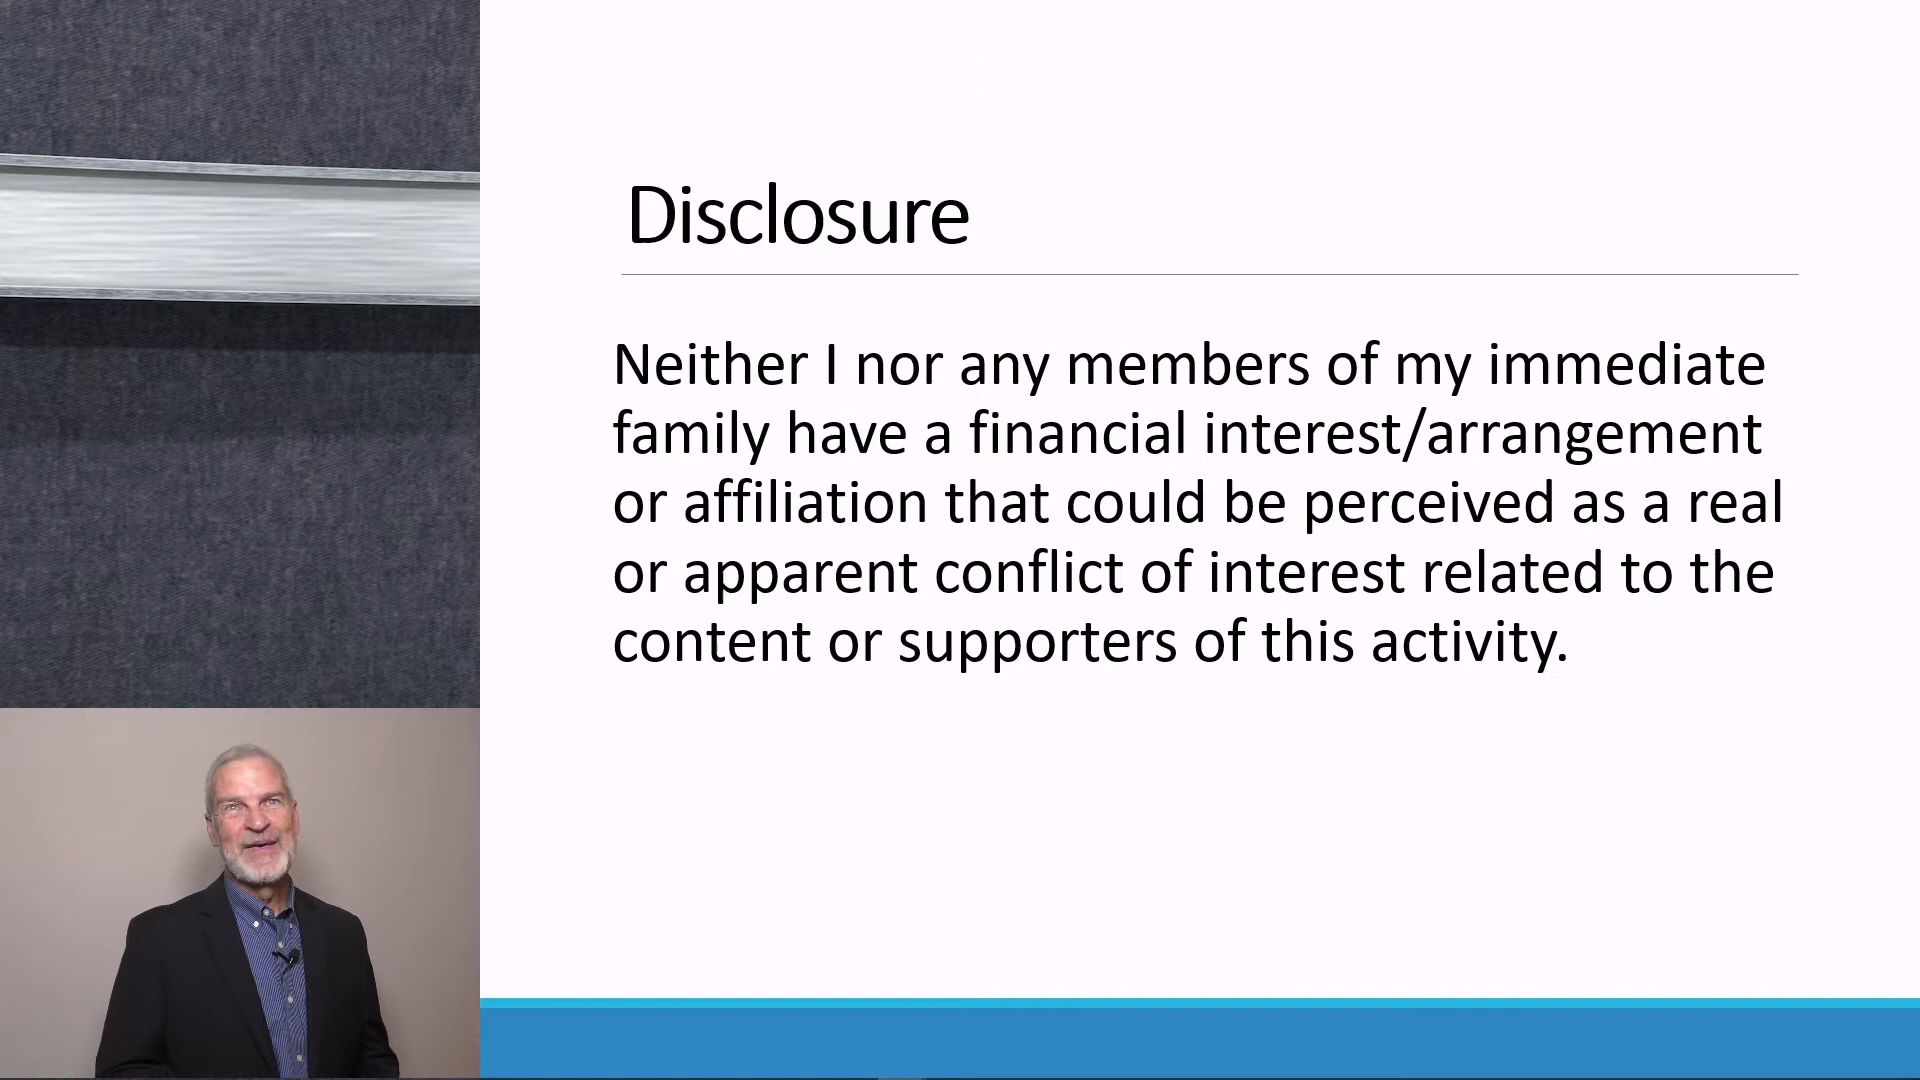 Disclosure
Neither I nor any members of my immediate
family have a financial interest/arrangement
or affiliation that could be perceived as a real
or apparent conflict of interest related to the
content or supporters of this activity.